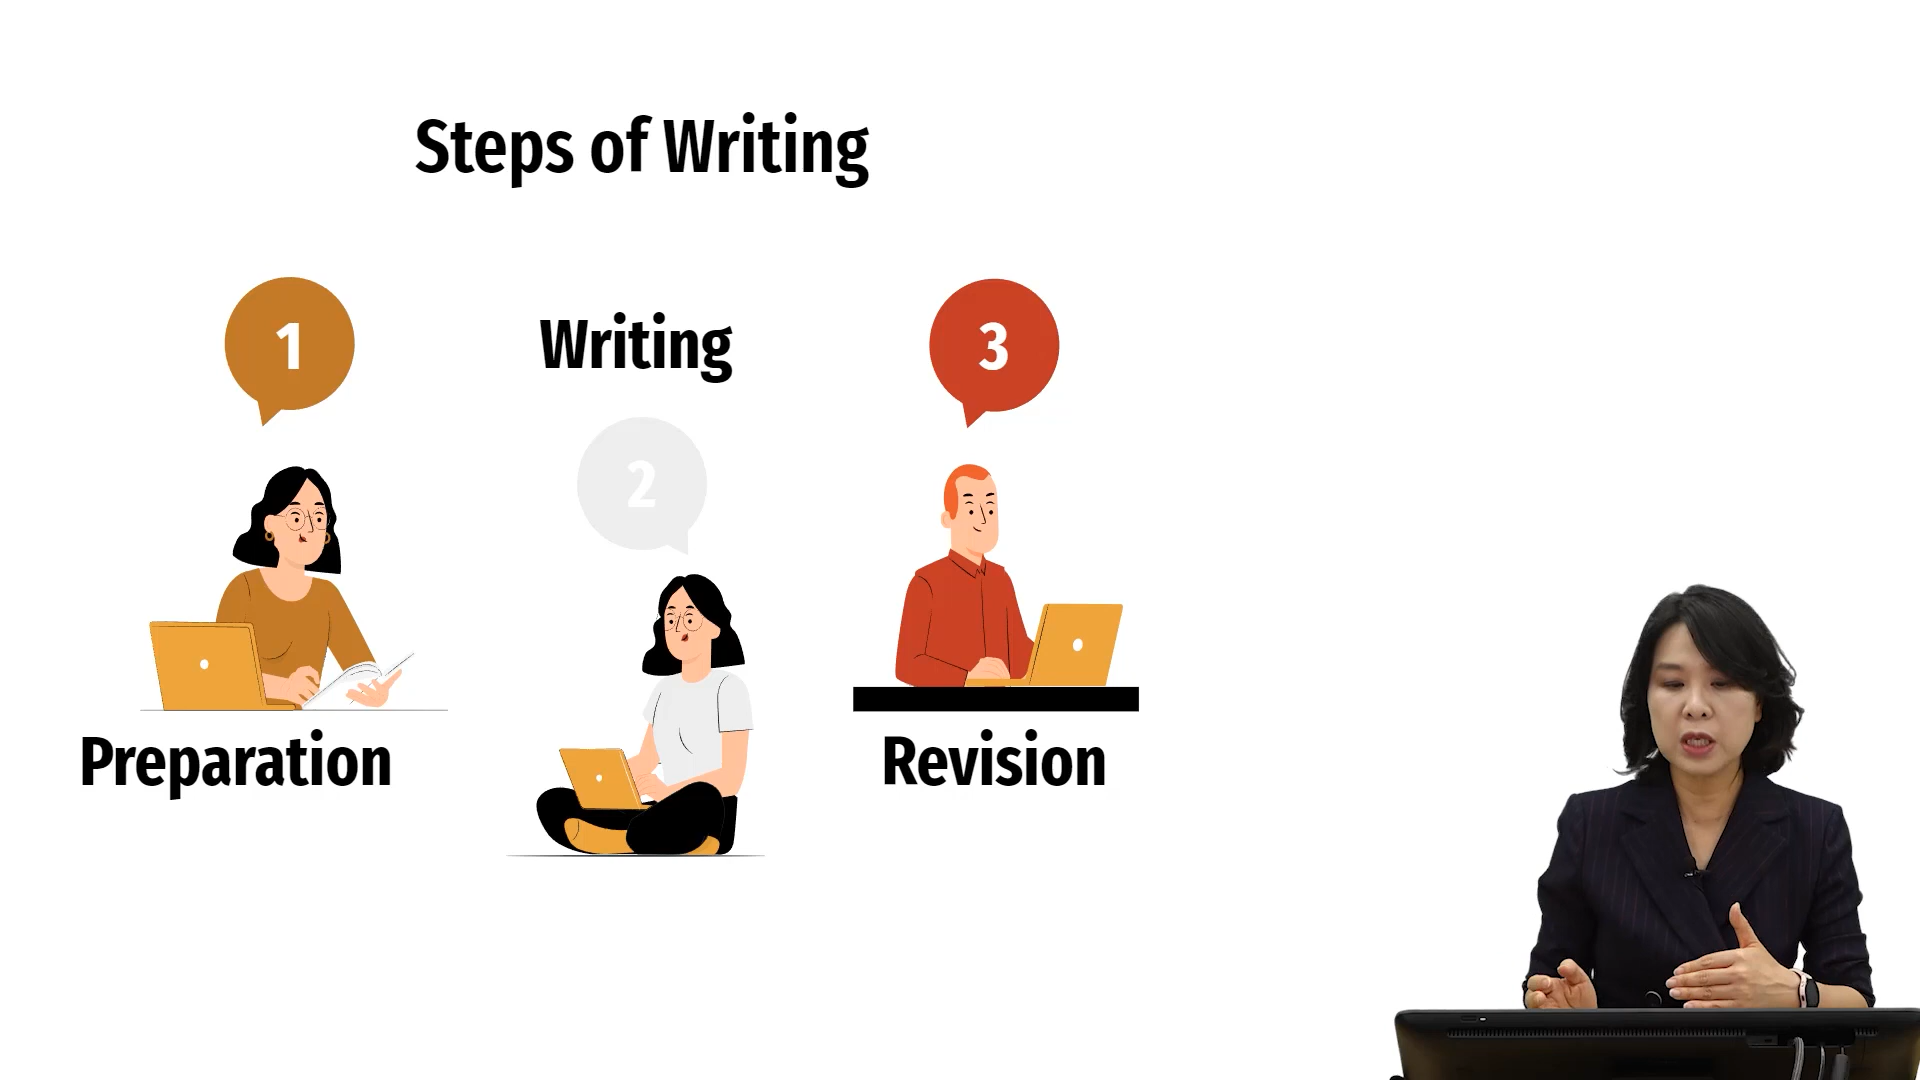 Steps of Writing
1
Preparation
Writing
2
3
Revision